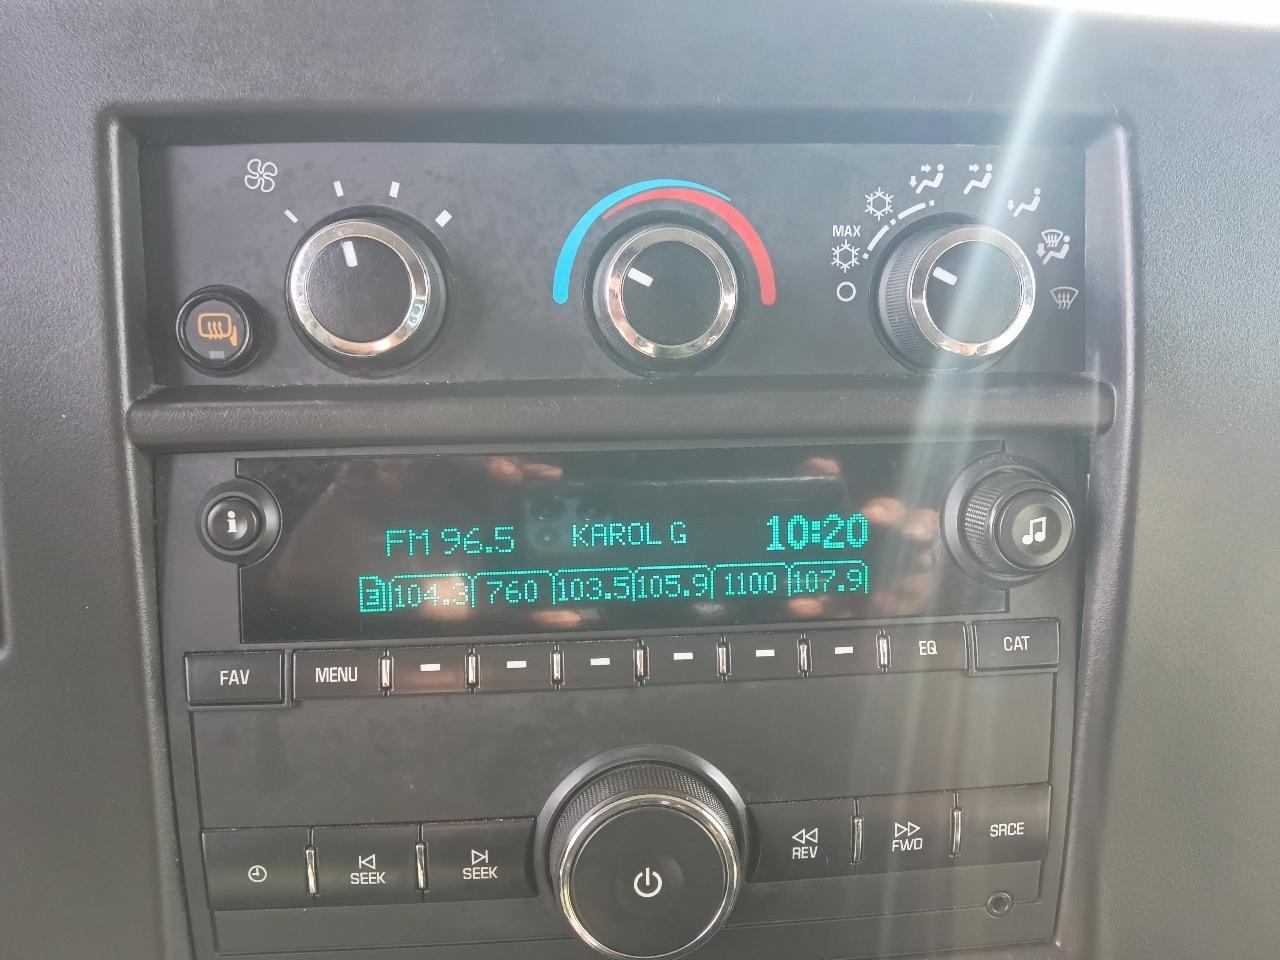 MAX
i
FM 96.5 KAROL G 10:20
3 104.3 760 103.5 105.9 1100 107.9
FAV MENU EQ CAT
SEEK SEEK REV FWD SRCE